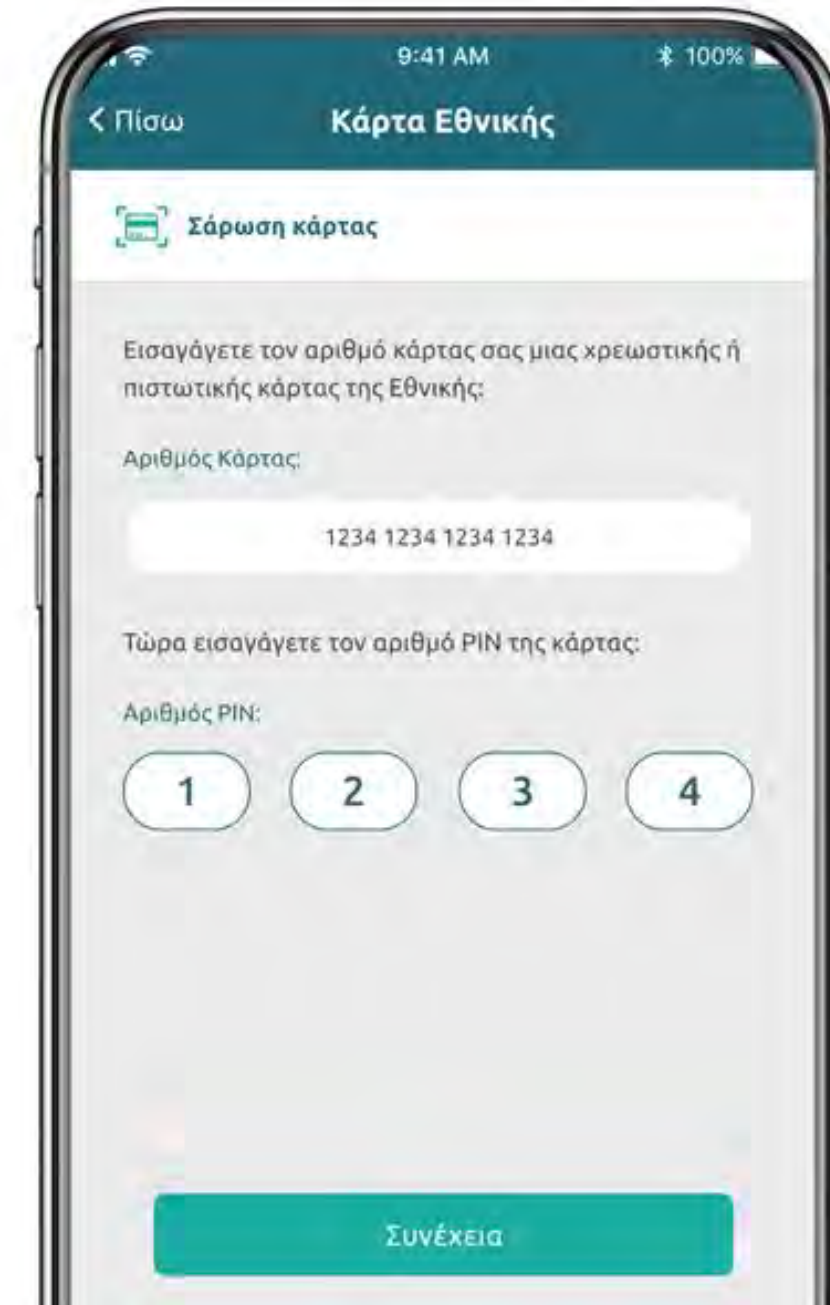 9:41 AM 100%
< Πίσω Κάρτα Εθνικής
Σάρωση κάρτας
Εισαγάγετε τον αριθμό κάρτας σας μιας χρεωστικής ή
πιστωτικής κάρτας της Εθνικής:
Αριθμός Κάρτας:
1234 1234 1234 1234
Τώρα εισαγάγετε τον αριθμό PIN της κάρτας:
Αριθμός PIN:
1 2 3 4
Συνέχεια